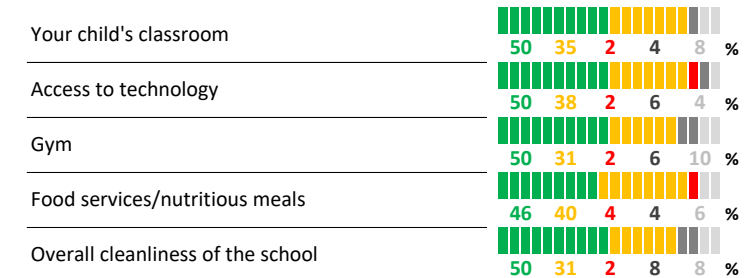 Your child's classroom
50 35 2 4 8 %
Access to technology
50 38 2 6 4 %
Gym
50 31 2 6 10 %
Food services/nutritious meals
46 40 4 4 6 %
Overall cleanliness of the school
50 31 2 8 8 %